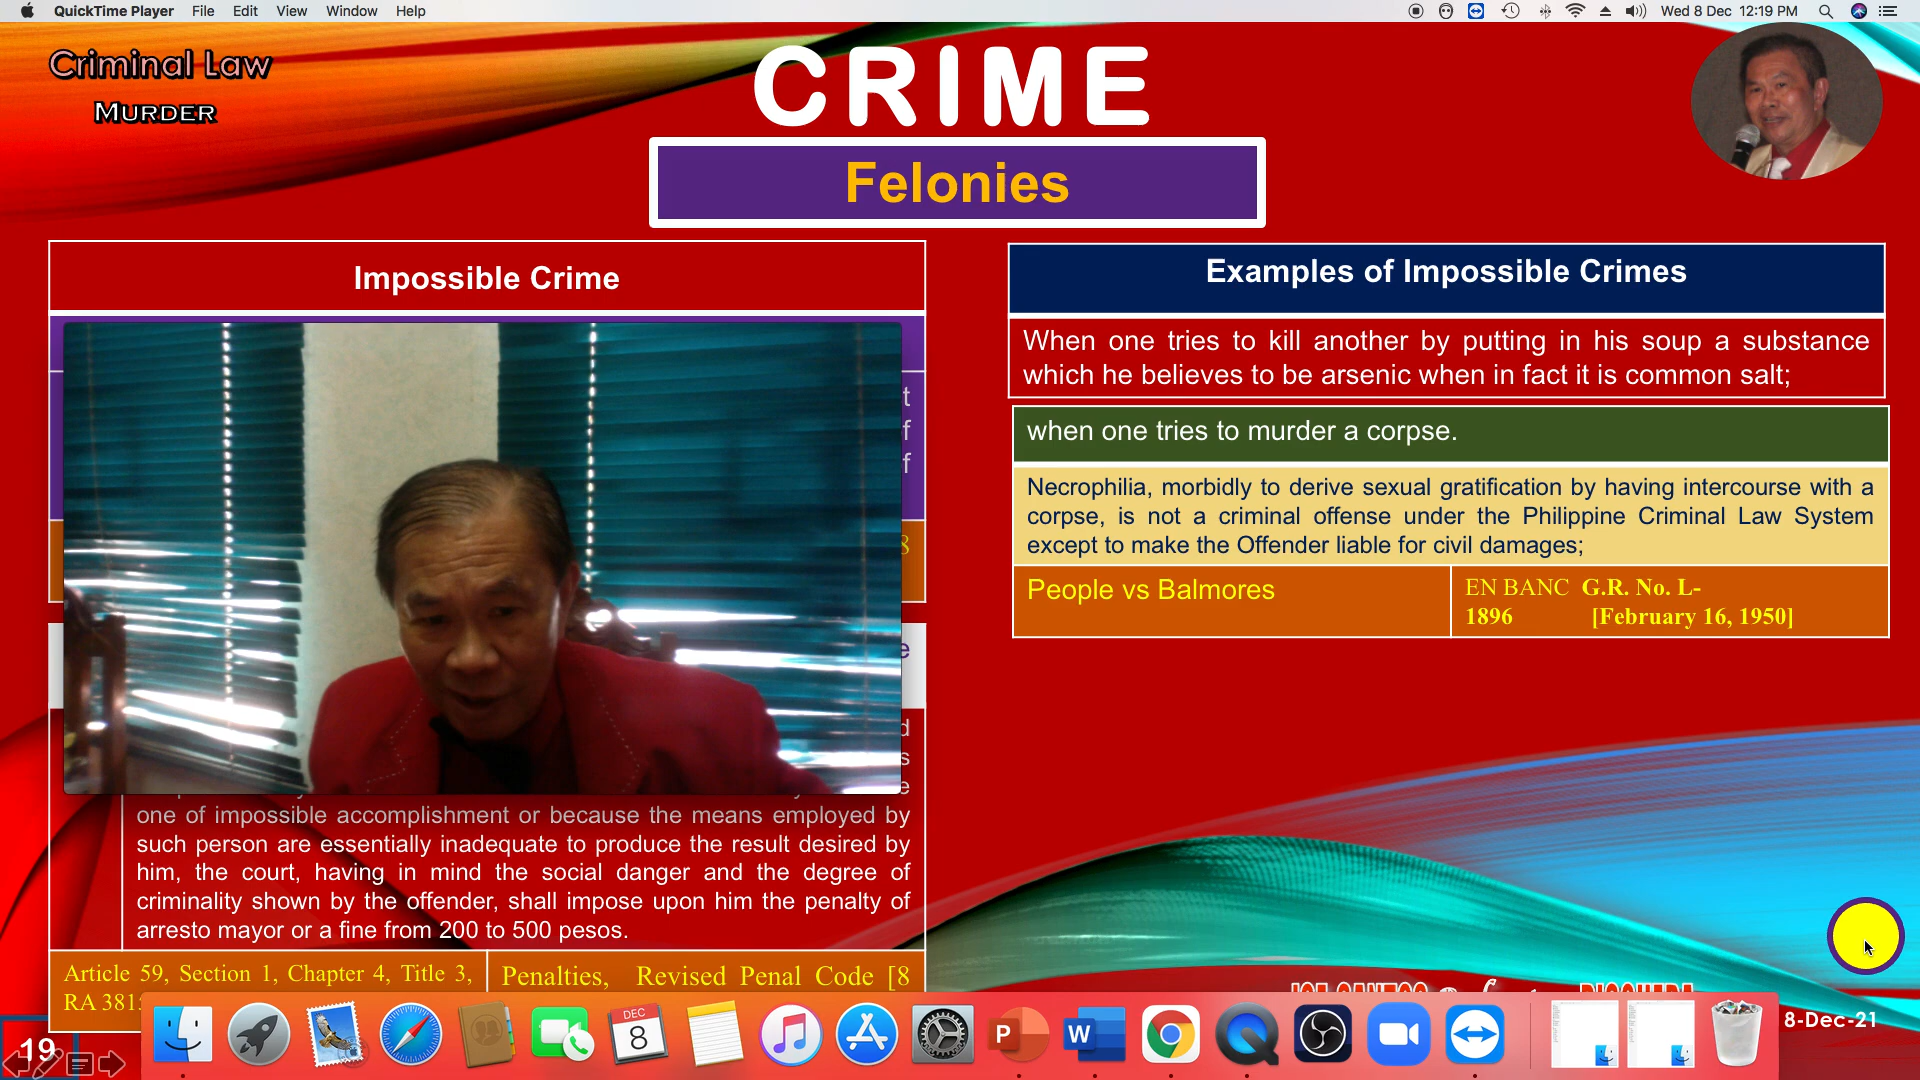 QuickTime Player File Edit View Window Help
Wed 8 Dec 12:19 PM
Criminal Law
MURDER
CRIME
Felonies
Impossible Crime
Examples of Impossible Crimes
When one tries to kill another by putting in his soup a substance
which he believes to be arsenic when in fact it is common salt;
when one tries to murder a corpse.
Necrophilia, morbidly to derive sexual gratification by having intercourse with a
corpse, is not a criminal offense under the Philippine Criminal Law System
except to make the Offender liable for civil damages;
People vs Balmores
EN BANC G.R. No. L-
1896 [February 16, 1950]
one of impossible accomplishment or because the means employed by
such person are essentially inadequate to produce the result desired by
him, the court, having in mind the social danger and the degree of
criminality shown by the offender, shall impose upon him the penalty of
arresto mayor or a fine from 200 to 500 pesos.
Article 59, Section 1, Chapter 4, Title 3,
RA 381
Penalties, Revised Penal Code [8
DEC
8
P
W
8-Dec-21
19